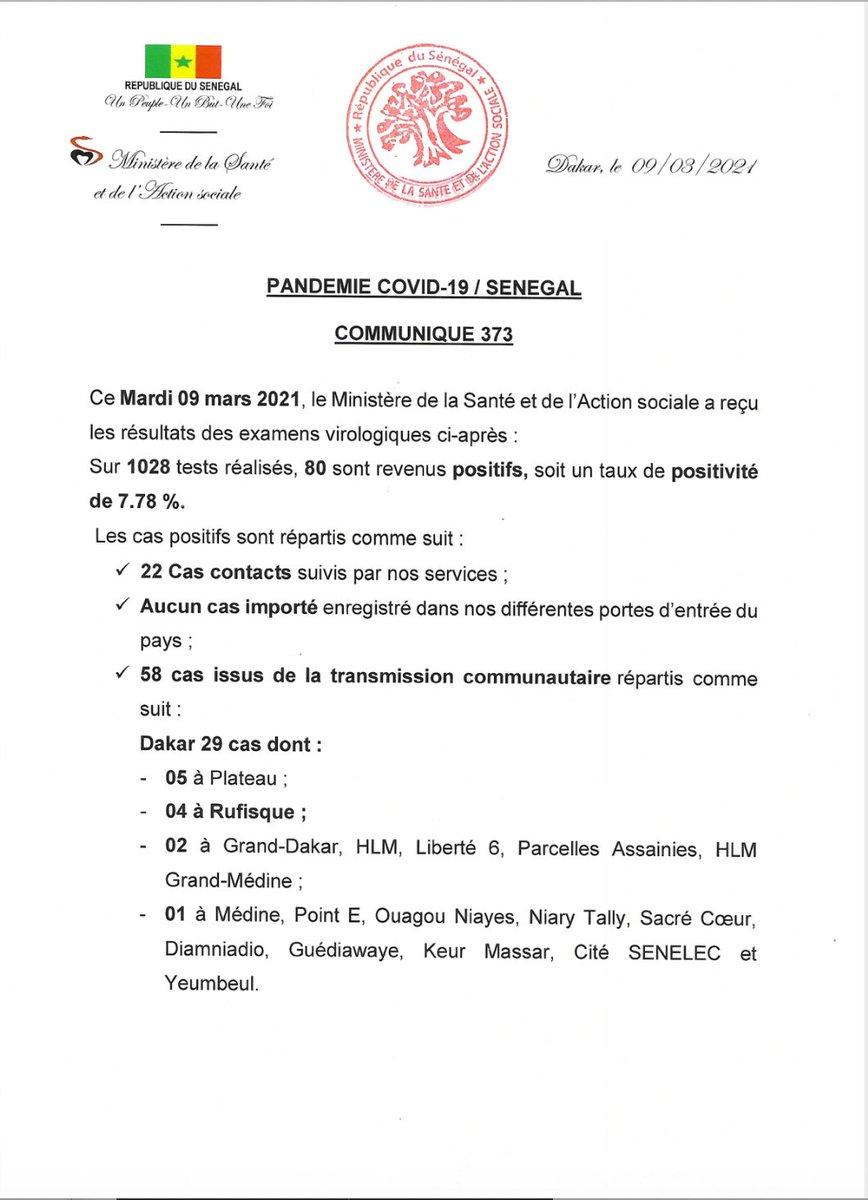 REPUBLIQUE DU SENEGAL
Un Peuple-Un But-Une Foi
Ministère de la Santé
et de l'Action sociale
★ République du Sénégal ★
MINISTERE DE LA SANTE ET DE L'ACTION SOCIALE
Dakar, le 09/03/2021
PANDEMIE COVID-19 / SENEGAL
COMMUNIQUE 373
Ce Mardi 09 mars 2021, le Ministère de la Santé et de l'Action sociale a reçu
les résultats des examens virologiques ci-après :
Sur 1028 tests réalisés, 80 sont revenus positifs, soit un taux de positivité
de 7.78 %.
Les cas positifs sont répartis comme suit :
✓ 22 Cas contacts suivis par nos services ;
✓ Aucun cas importé enregistré dans nos différentes portes d'entrée du
pays ;
✓ 58 cas issus de la transmission communautaire répartis comme
suit :
Dakar 29 cas dont :
- 05 à Plateau ;
- 04 à Rufisque ;
- 02 à Grand-Dakar, HLM, Liberté 6, Parcelles Assainies, HLM
Grand-Médine ;
- 01 à Médine, Point E, Ouagou Niayes, Niary Tally, Sacré Cœur,
Diamniadio, Guédiawaye, Keur Massar, Cité SENELEC et
Yeumbeul.